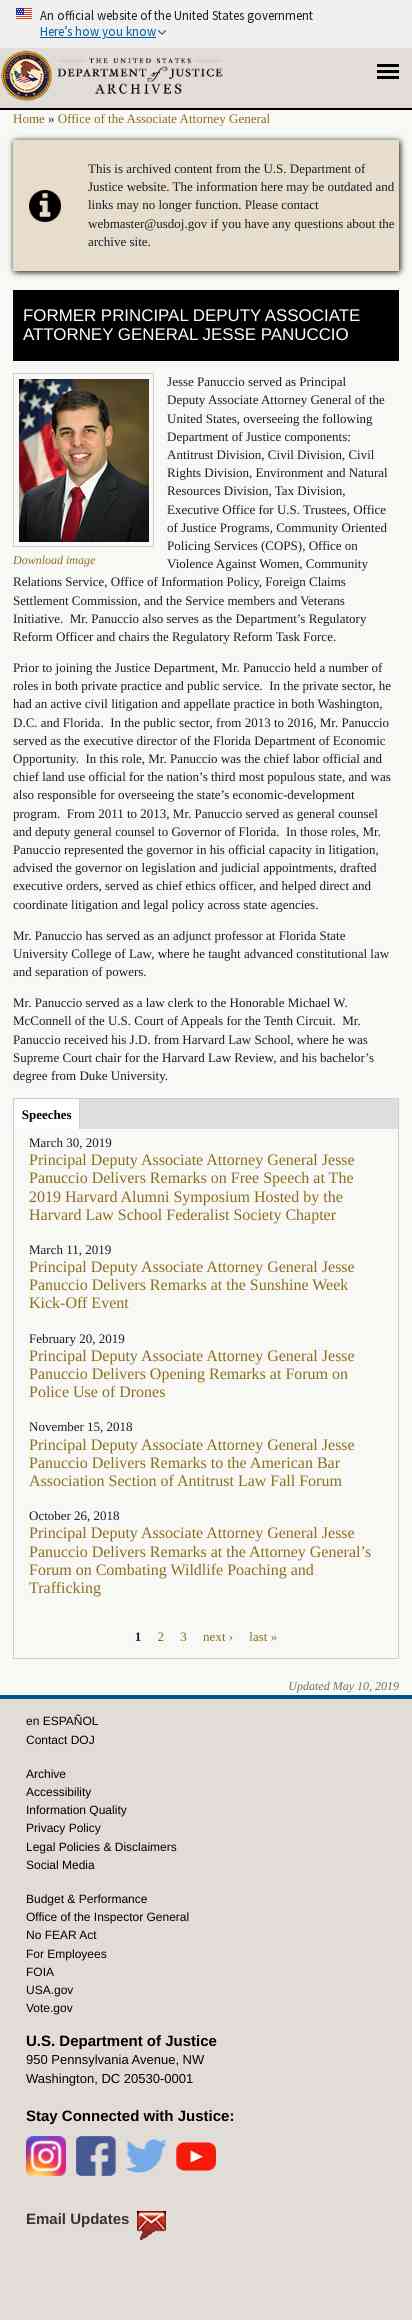 An official website of the United States government
Here's how you know
THE UNITED STATES
DEPARTMENT of JUSTICE
ARCHIVES
Home » Office of the Associate Attorney General
This is archived content from the U.S. Department of
Justice website. The information here may be outdated and
links may no longer function. Please contact
webmaster@usdoj.gov if you have any questions about the
archive site.
FORMER PRINCIPAL DEPUTY ASSOCIATE
ATTORNEY GENERAL JESSE PANUCCIO
Jesse Panuccio served as Principal
Deputy Associate Attorney General of the
United States, overseeing the following
Department of Justice components:
Antitrust Division, Civil Division, Civil
Rights Division, Environment and Natural
Resources Division, Tax Division,
Executive Office for U.S. Trustees, Office
of Justice Programs, Community Oriented
Policing Services (COPS), Office on
Download image
Violence Against Women, Community
Relations Service, Office of Information Policy, Foreign Claims
Settlement Commission, and the Service members and Veterans
Initiative.  Mr. Panuccio also serves as the Department's Regulatory
Reform Officer and chairs the Regulatory Reform Task Force.
Prior to joining the Justice Department, Mr. Panuccio held a number of
roles in both private practice and public service.  In the private sector, he
had an active civil litigation and appellate practice in both Washington,
D.C. and Florida.  In the public sector, from 2013 to 2016, Mr. Panuccio
served as the executive director of the Florida Department of Economic
Opportunity.  In this role, Mr. Panuccio was the chief labor official and
chief land use official for the nation's third most populous state, and was
also responsible for overseeing the state's economic-development
program.  From 2011 to 2013, Mr. Panuccio served as general counsel
and deputy general counsel to Governor of Florida.  In those roles, Mr.
Panuccio represented the governor in his official capacity in litigation,
advised the governor on legislation and judicial appointments, drafted
executive orders, served as chief ethics officer, and helped direct and
coordinate litigation and legal policy across state agencies.
Mr. Panuccio has served as an adjunct professor at Florida State
University College of Law, where he taught advanced constitutional law
and separation of powers.
Mr. Panuccio served as a law clerk to the Honorable Michael W.
McConnell of the U.S. Court of Appeals for the Tenth Circuit.  Mr.
Panuccio received his J.D. from Harvard Law School, where he was
Supreme Court chair for the Harvard Law Review, and his bachelor's
degree from Duke University.
Speeches
March 30, 2019
Principal Deputy Associate Attorney General Jesse
Panuccio Delivers Remarks on Free Speech at The
2019 Harvard Alumni Symposium Hosted by the
Harvard Law School Federalist Society Chapter
March 11, 2019
Principal Deputy Associate Attorney General Jesse
Panuccio Delivers Remarks at the Sunshine Week
Kick-Off Event
February 20, 2019
Principal Deputy Associate Attorney General Jesse
Panuccio Delivers Opening Remarks at Forum on
Police Use of Drones
November 15, 2018
Principal Deputy Associate Attorney General Jesse
Panuccio Delivers Remarks to the American Bar
Association Section of Antitrust Law Fall Forum
October 26, 2018
Principal Deputy Associate Attorney General Jesse
Panuccio Delivers Remarks at the Attorney General's
Forum on Combating Wildlife Poaching and
Trafficking
1 2 3 next › last »
Updated May 10, 2019
en ESPAÑOL
Contact DOJ
Archive
Accessibility
Information Quality
Privacy Policy
Legal Policies & Disclaimers
Social Media
Budget & Performance
Office of the Inspector General
No FEAR Act
For Employees
FOIA
USA.gov
Vote.gov
U.S. Department of Justice
950 Pennsylvania Avenue, NW
Washington, DC 20530-0001
Stay Connected with Justice:
Email Updates